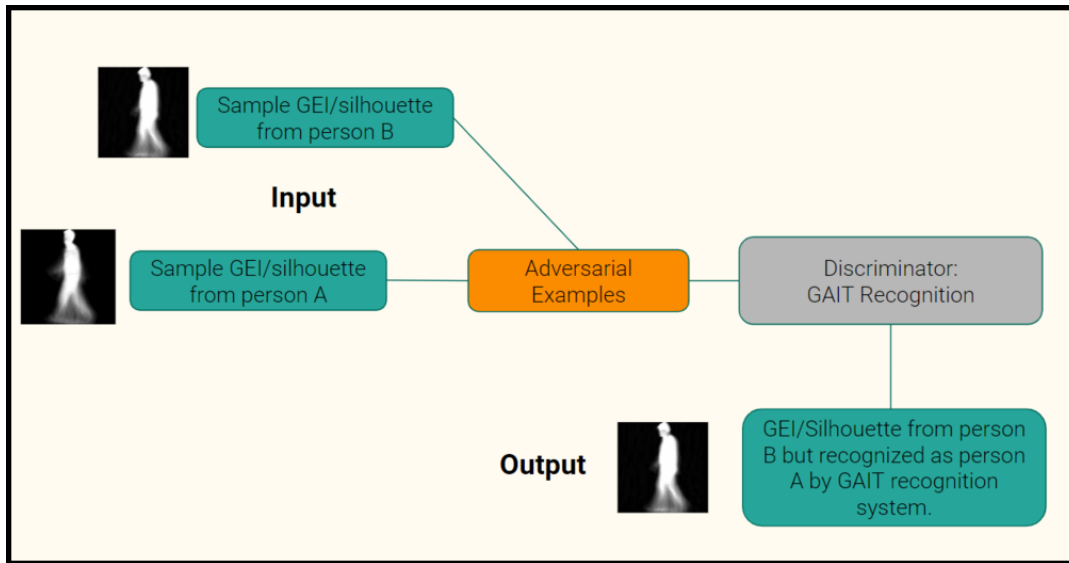 Sample GEI/silhouette
from person B
Input
Sample GEI/silhouette
from person A
Adversarial
Examples
Discriminator:
GAIT Recognition
Output
GEI/Silhouette from person
B but recognized as person
A by GAIT recognition
system.